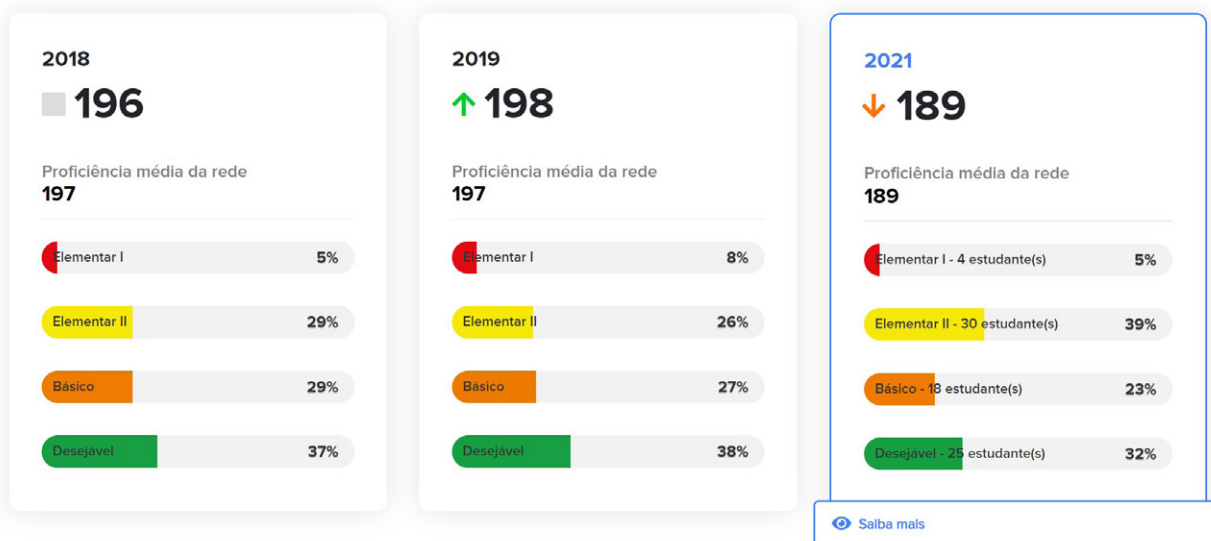 2018
196
Proficiência média da rede
197
Elementar I 5%
Elementar II 29%
Básico 29%
Desejável 37%
2019
198
Proficiência média da rede
197
Elementar I 8%
Elementar II 26%
Básico 27%
Desejável 38%
2021
189
Proficiência média da rede
189
Elementar I - 4 estudante(s) 5%
Elementar II - 30 estudante(s) 39%
Básico - 18 estudante(s) 23%
Desejável - 25 estudante(s) 32%
Saiba mais